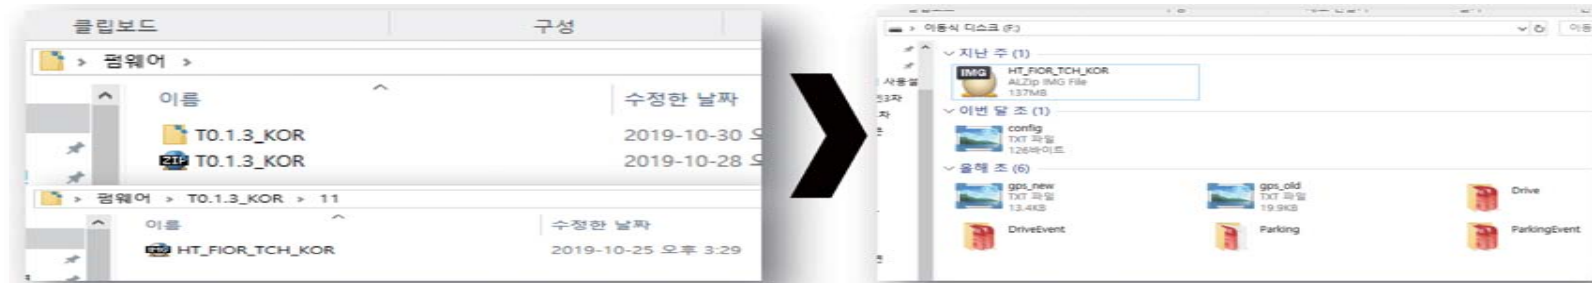 클립보드 구성
펌웨어 >
이름 수정한 날짜
T0.1.3_KOR 2019-10-30 오
ZIP T0.1.3_KOR 2019-10-28 오
> 펌웨어 > T0.1.3_KOR > 11
이름 수정한 날짜
HT_FIOR_TCH_KOR 2019-10-25 오후 3:29
> 이동식 디스크 (F:)
지난 주 (1)
IMG HT_FIOR_TCH_KOR
ALZip IMG File
137MB
이번 달 초 (1)
config
TXT 파일
126바이트
올해 초 (6)
gps_new
TXT 파일
13.4KB
gps_old
TXT 파일
19.9KB
Drive
DriveEvent
Parking
ParkingEvent